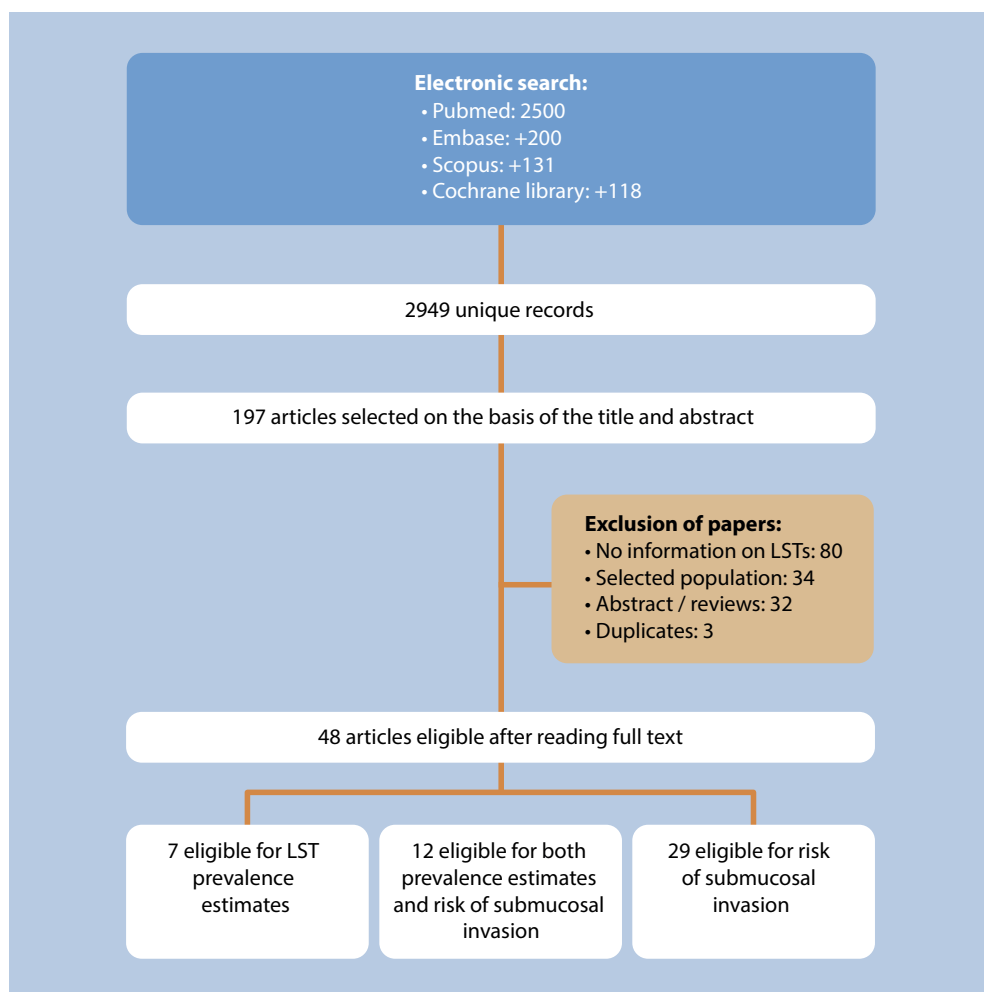 Electronic search:
• Pubmed: 2500
• Embase: +200
• Scopus: +131
• Cochrane library: +118
2949 unique records
197 articles selected on the basis of the title and abstract
Exclusion of papers:
• No information on LSTs: 80
• Selected population: 34
• Abstract / reviews: 32
• Duplicates: 3
48 articles eligible after reading full text
7 eligible for LST
prevalence
estimates
12 eligible for both
prevalence estimates
and risk of submucosal
invasion
29 eligible for risk
of submucosal
invasion